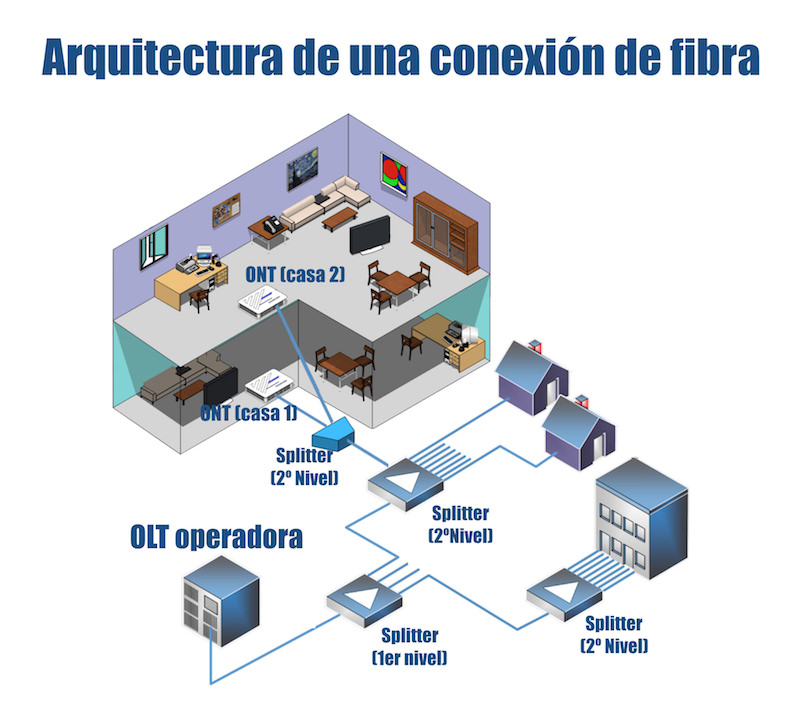 Arquitectura de una conexión de fibra
ONT (casa 2)
ONT (casa 1)
Splitter
(2º Nivel)
Splitter
(2ºNivel)
OLT operadora
Splitter
(1er nivel)
Splitter
(2º Nivel)